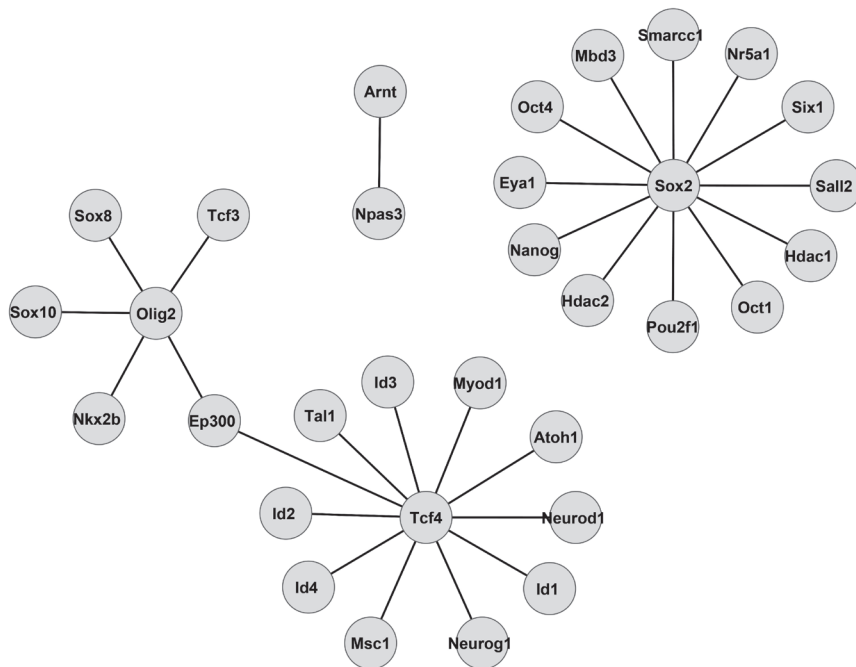 Smarcc1
Mbd3
Nr5a1
Arnt
Oct4
Six1
Eya1
Sox2
Sall2
Sox8
Tcf3
Npas3
Nanog
Hdac1
Hdac2
Oct1
Sox10
Olig2
Pou2f1
Id3
Myod1
Nkx2b
Ep300
Tal1
Atoh1
Id2
Tcf4
Neurod1
Id4
Id1
Msc1
Neurog1